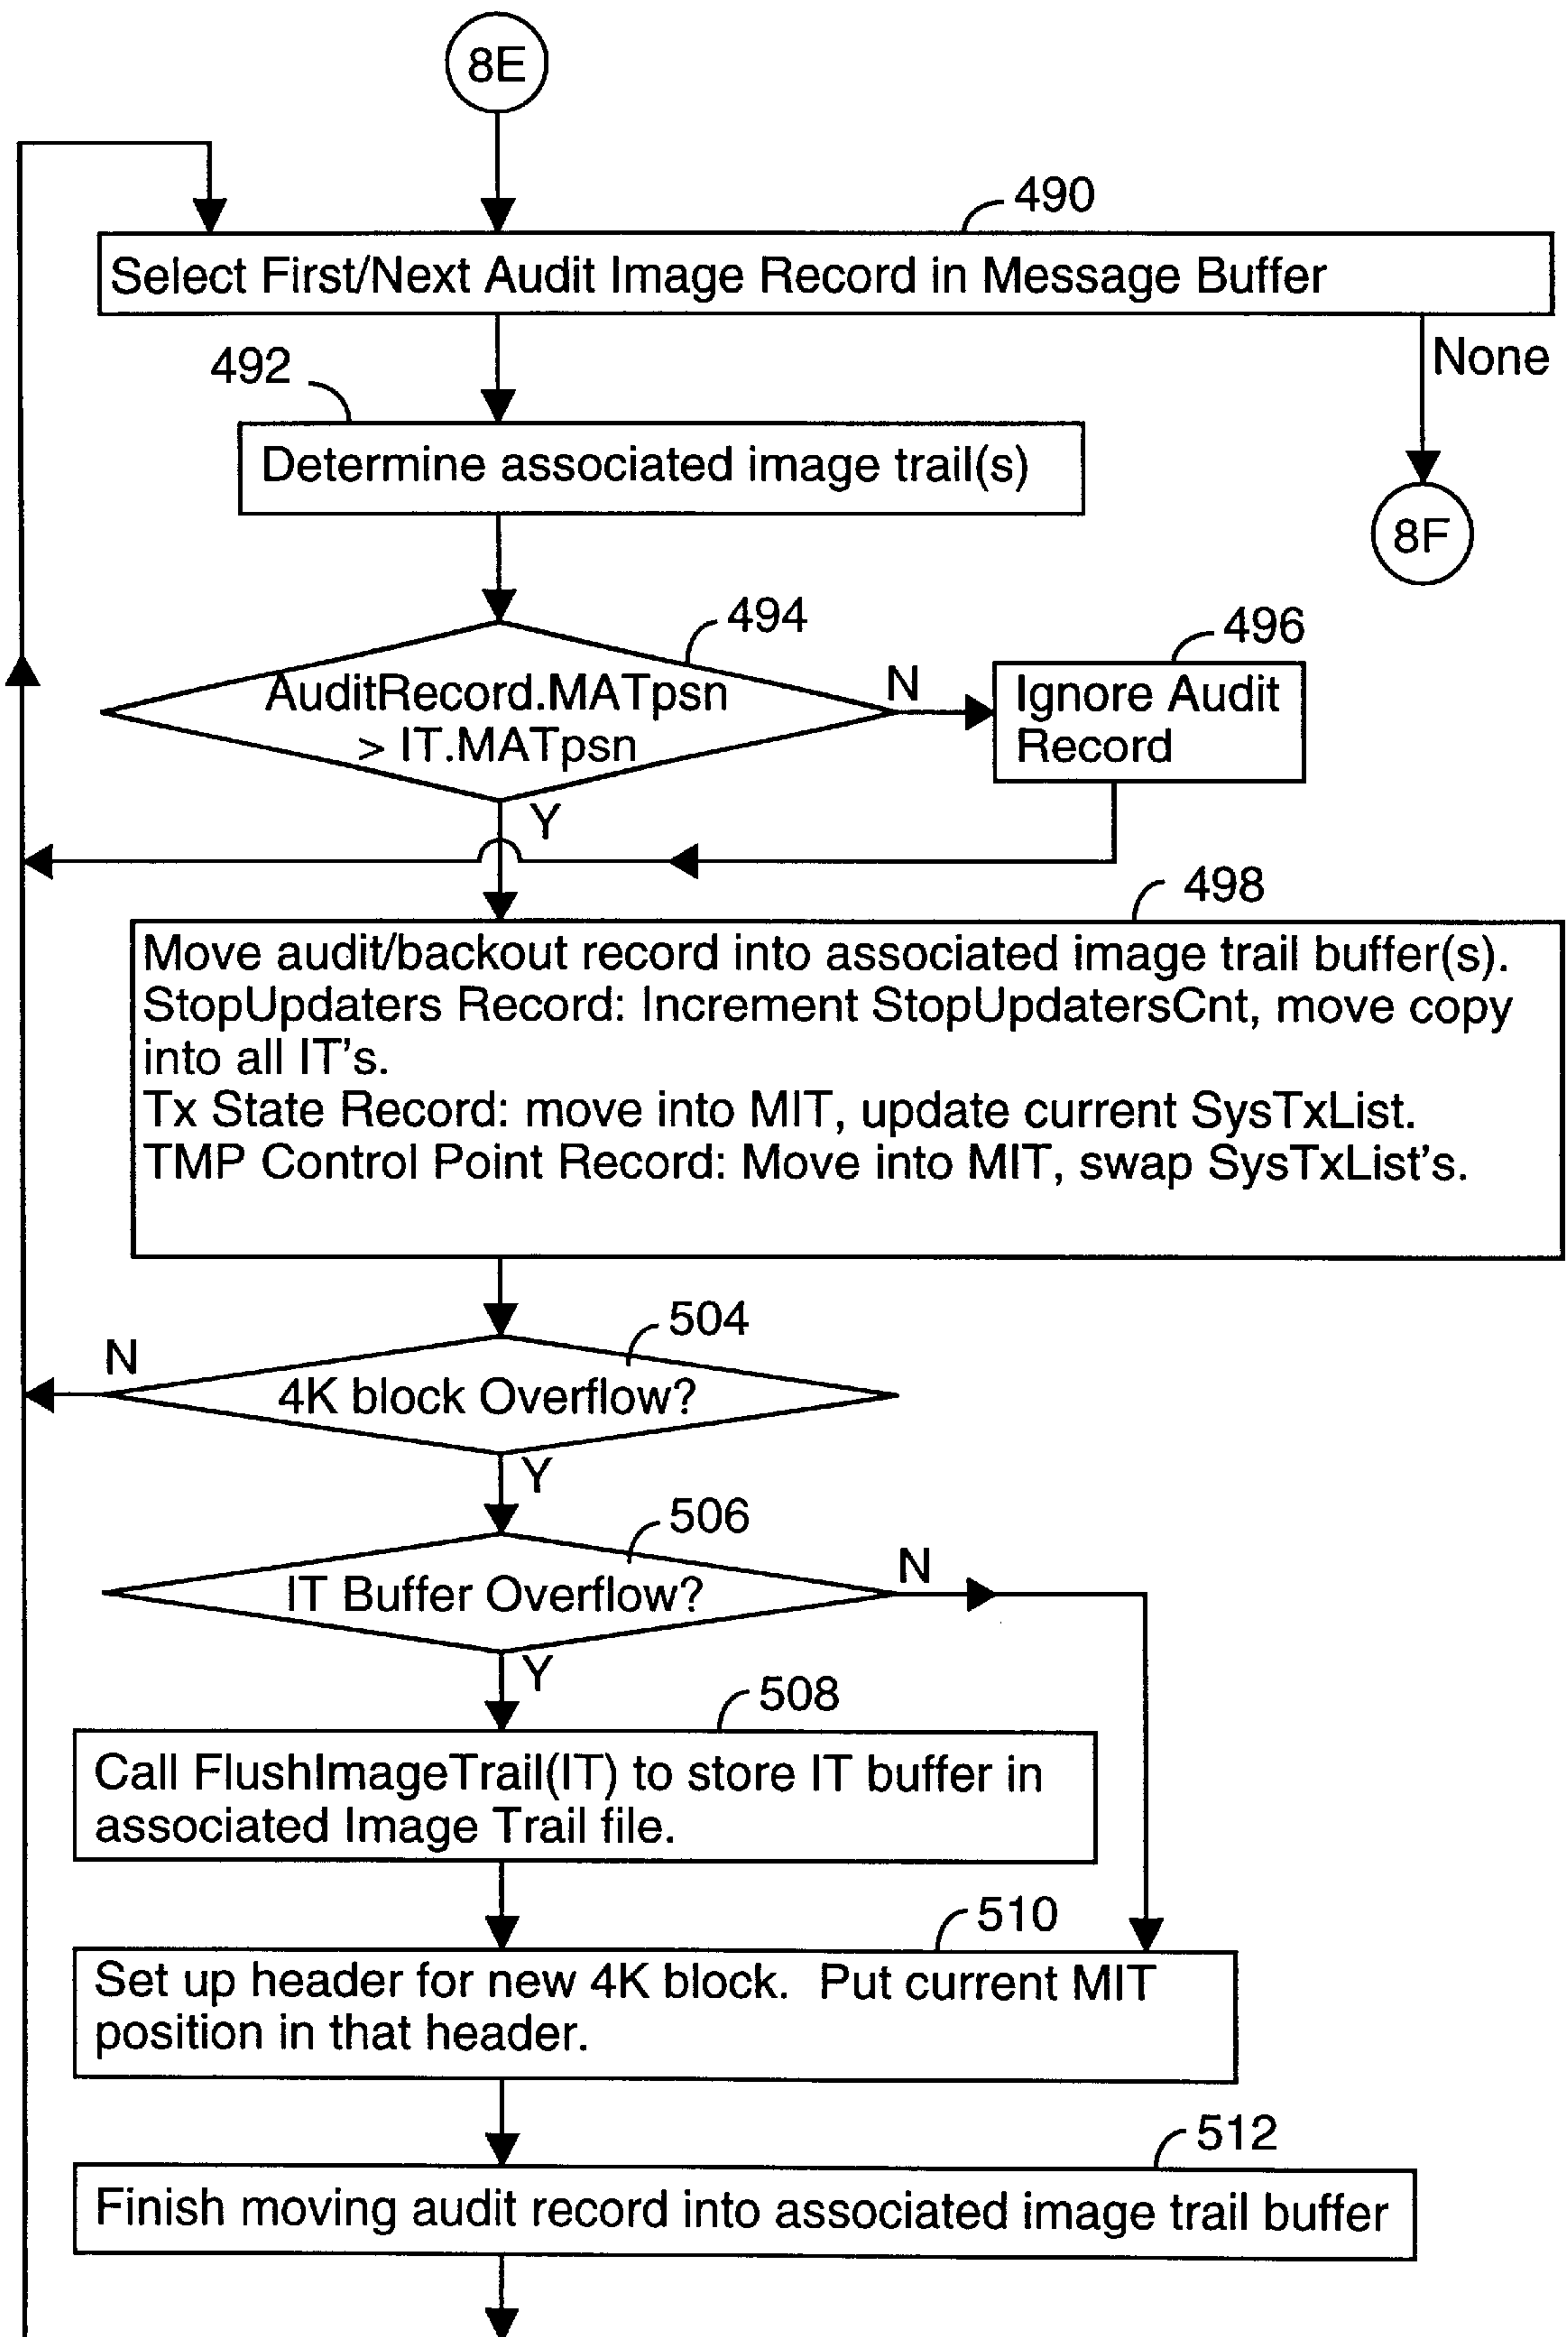 8E
490
Select First/Next Audit Image Record in Message Buffer
None
492
Determine associated image trail(s)
8F
494
496
AuditRecord.MATpsn
> IT.MATpsn
N
Ignore Audit
Record
Y
498
Move audit/backout record into associated image trail buffer(s).
StopUpdaters Record: Increment StopUpdatersCnt, move copy
into all IT's.
Tx State Record: move into MIT, update current SysTxList.
TMP Control Point Record: Move into MIT, swap SysTxList's.
504
N
4K block Overflow?
Y
506
IT Buffer Overflow?
N
Y
508
Call FlushImageTrail(IT) to store IT buffer in
associated Image Trail file.
510
Set up header for new 4K block. Put current MIT
position in that header.
512
Finish moving audit record into associated image trail buffer